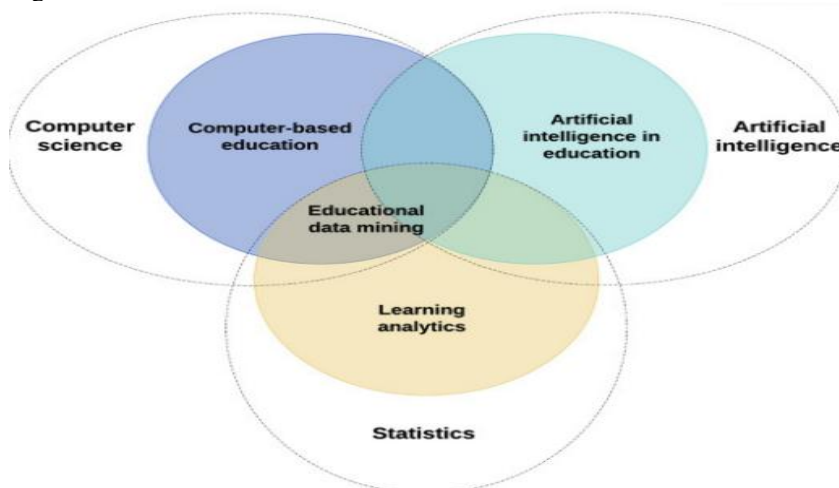 Computer
science
Computer-based
education
Artificial
intelligence in
education
Artificial
intelligence
Educational
data mining
Learning
analytics
Statistics